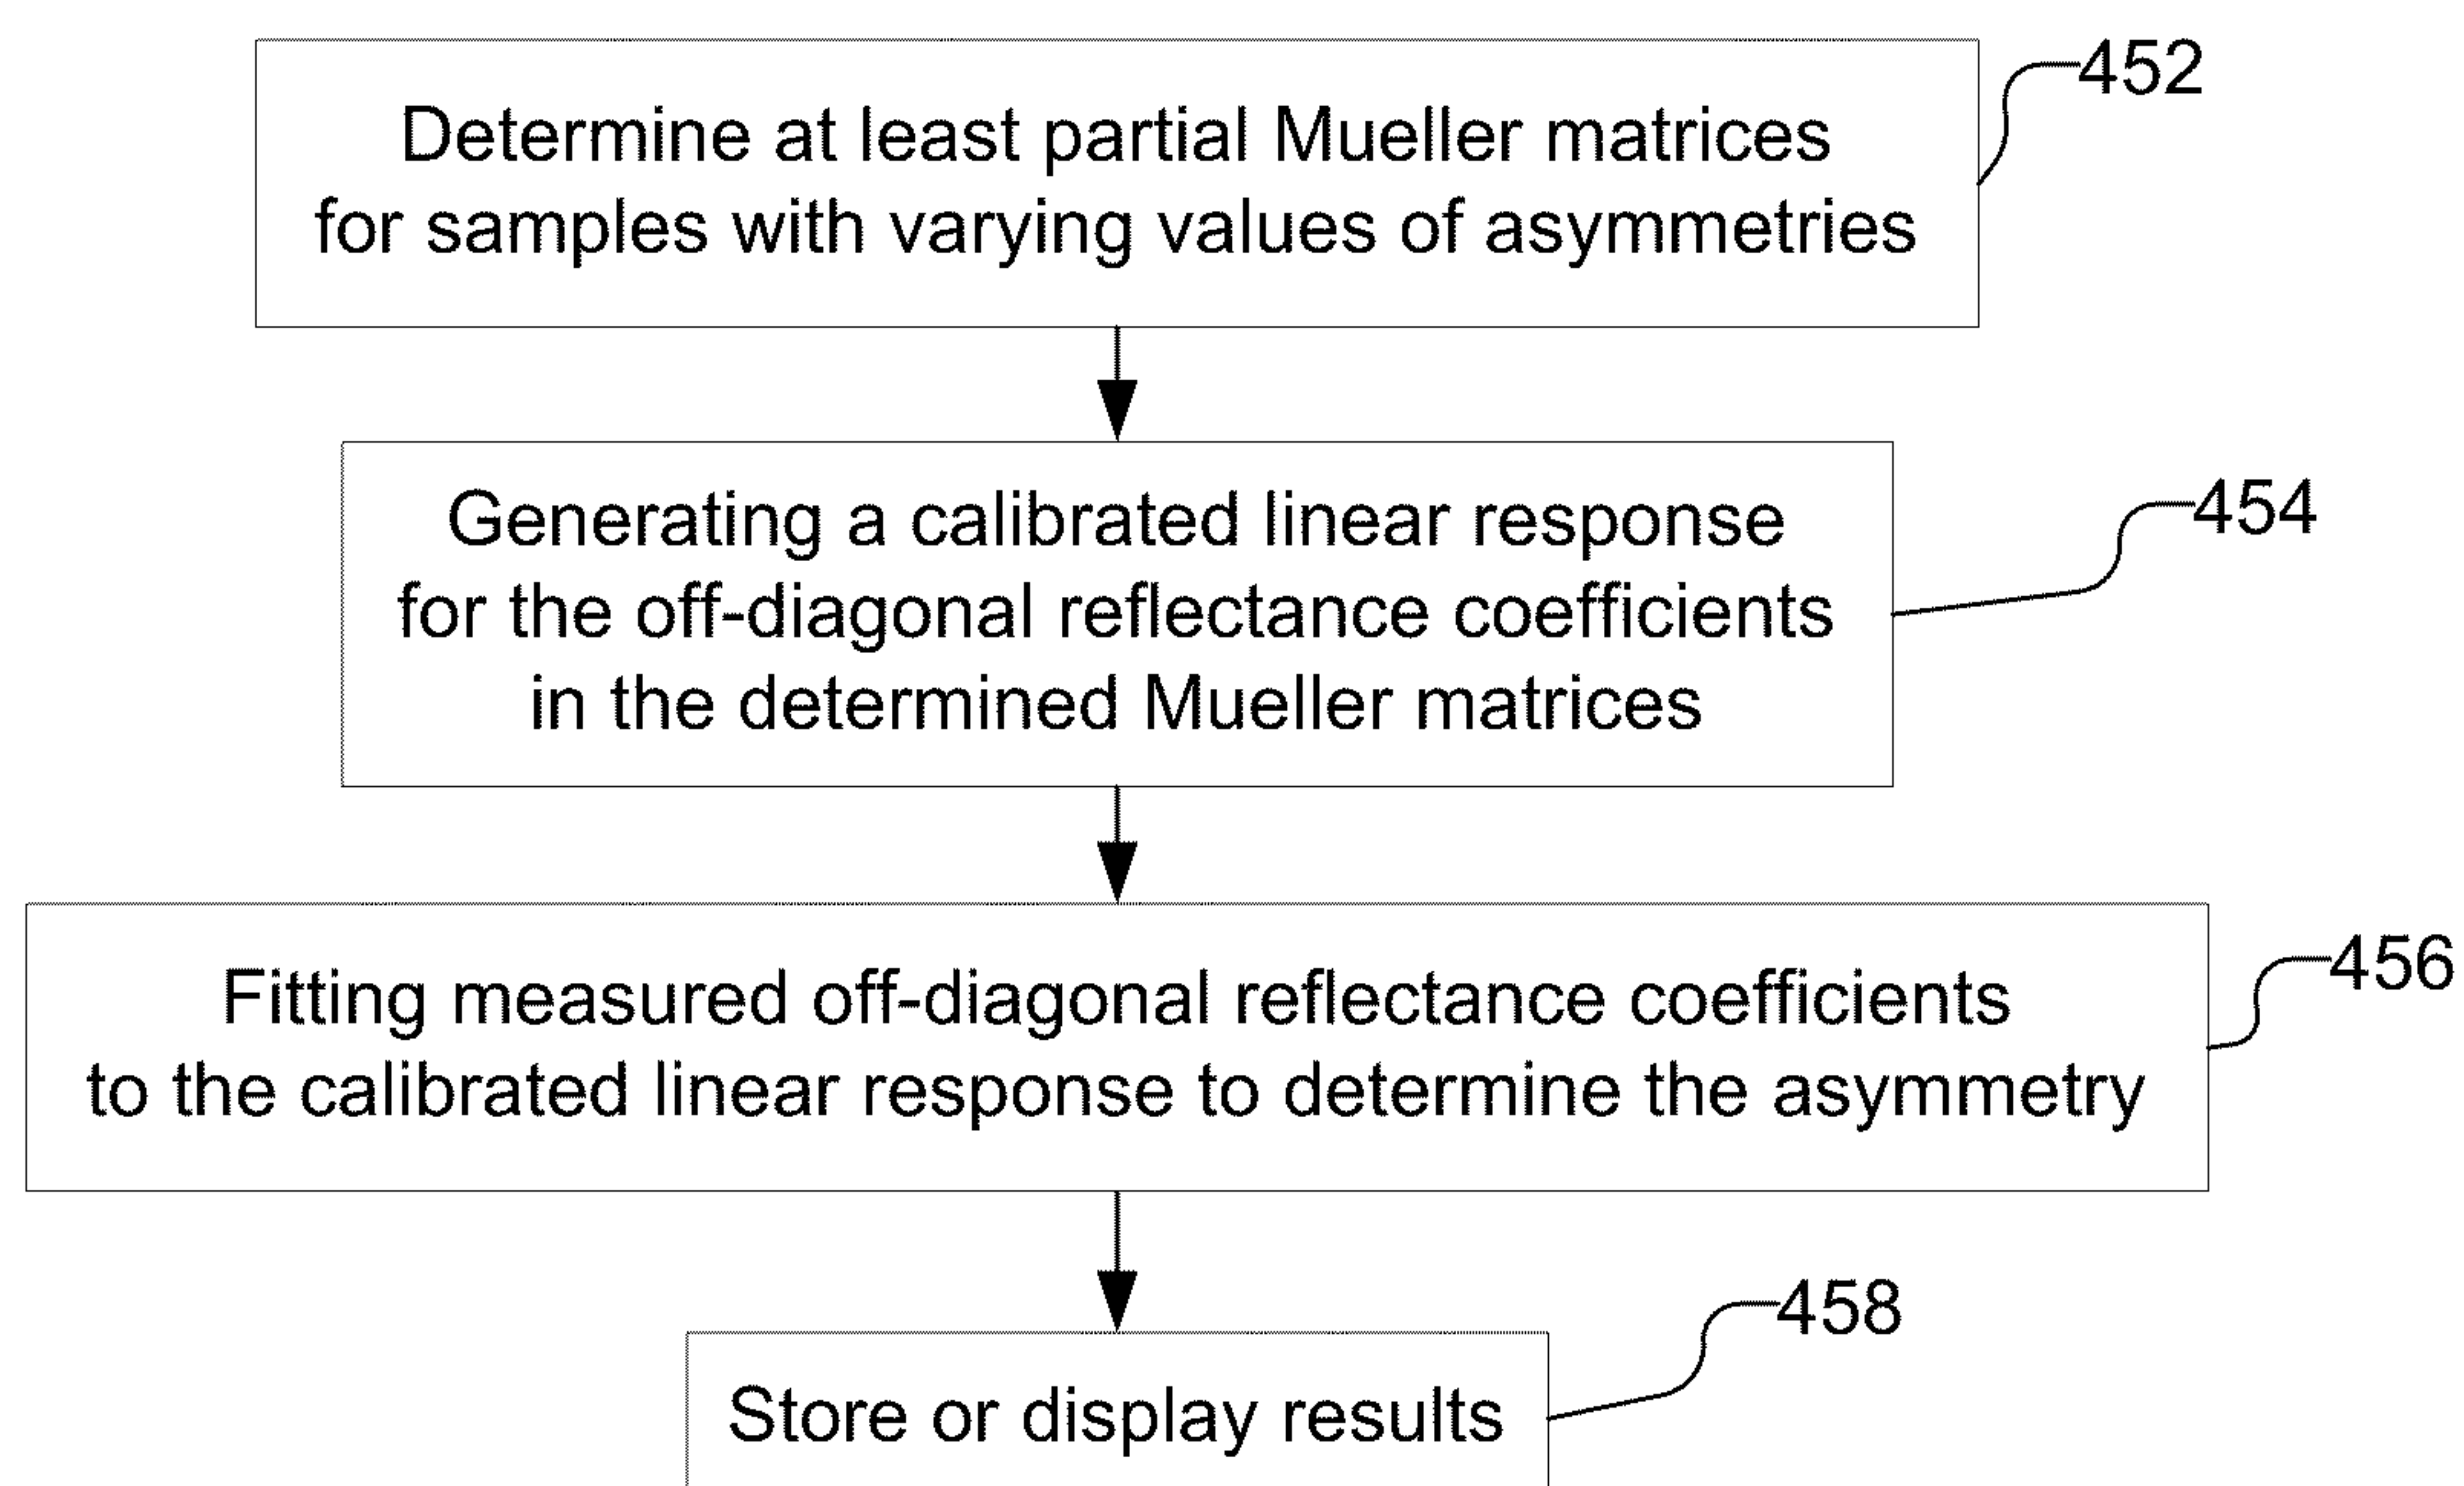 Determine at least partial Mueller matrices
for samples with varying values of asymmetries
452
Generating a calibrated linear response
for the off-diagonal reflectance coefficients
in the determined Mueller matrices
454
Fitting measured off-diagonal reflectance coefficients
to the calibrated linear response to determine the asymmetry
456
Store or display results
458